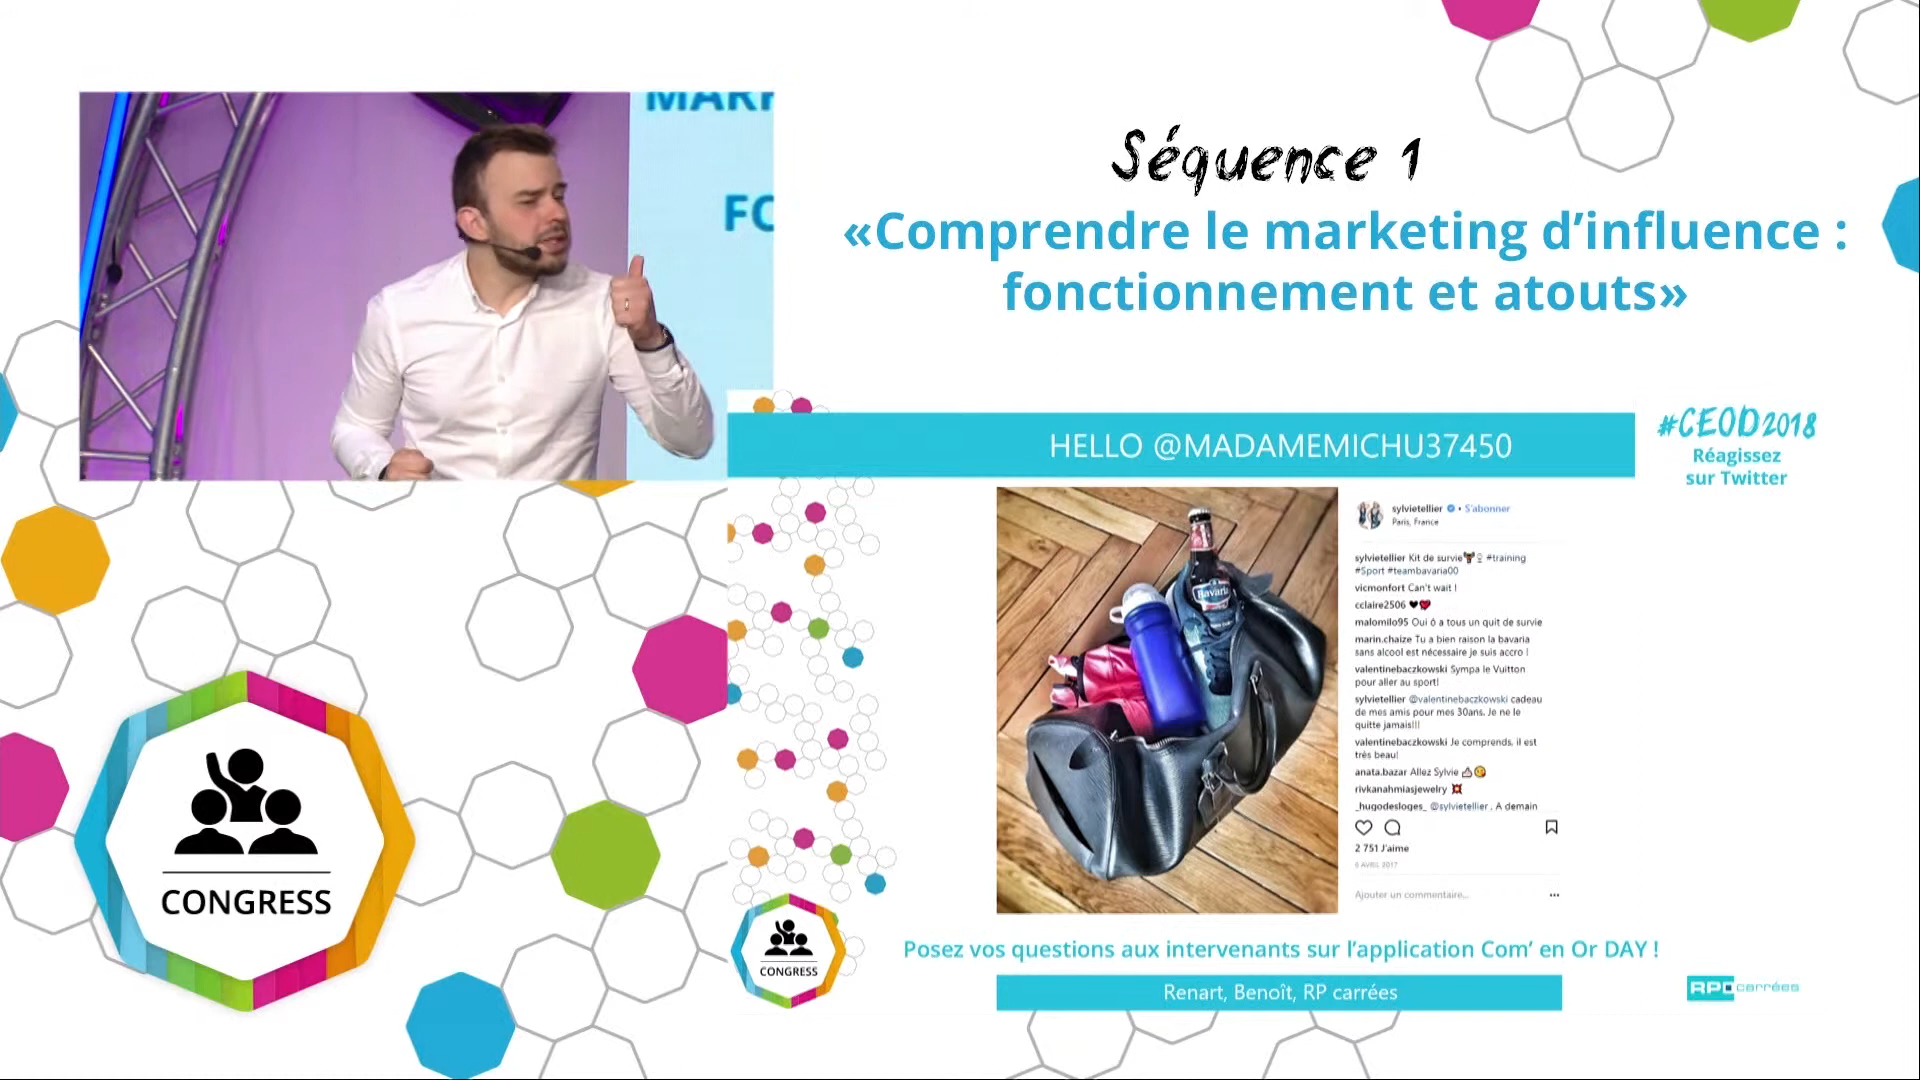 MARK
FO
Séquence 1
«Comprendre le marketing d’influence :
fonctionnement et atouts»
#CEOD2018
Réagissez
sur Twitter
HELLO @MADAMEMICHU37450
Bavaria
sylvietellier • S'abonner
Paris, France
sylvietellier Kit de survie #training
#Sport #teambavaria00
vicmonfort Can't wait !
cclaire2506
malomilo95 Oui ô a tous un quit de survie
marin.chaize Tu a bien raison la bavaria
sans alcool est nécessaire je suis accro !
valentinebaczkowski Sympa le Vuitton
pour aller au sport!
sylvietellier @valentinebaczkowski cadeau
de mes amis pour mes 30ans. Je ne le
quitte jamais!!!
valentinebaczkowski Je comprends, il est
très beau!
anata.bazar Allez Sylvie
rivkanahmiasjewelry
_hugodesloges_ @sylvietellier , A demain
2 751 J'aime
6 AVRIL 2017
Ajouter un commentaire...
CONGRESS
CONGRESS
Posez vos questions aux intervenants sur l’application Com’ en Or DAY !
Renart, Benoît, RP carrées
RP carrées